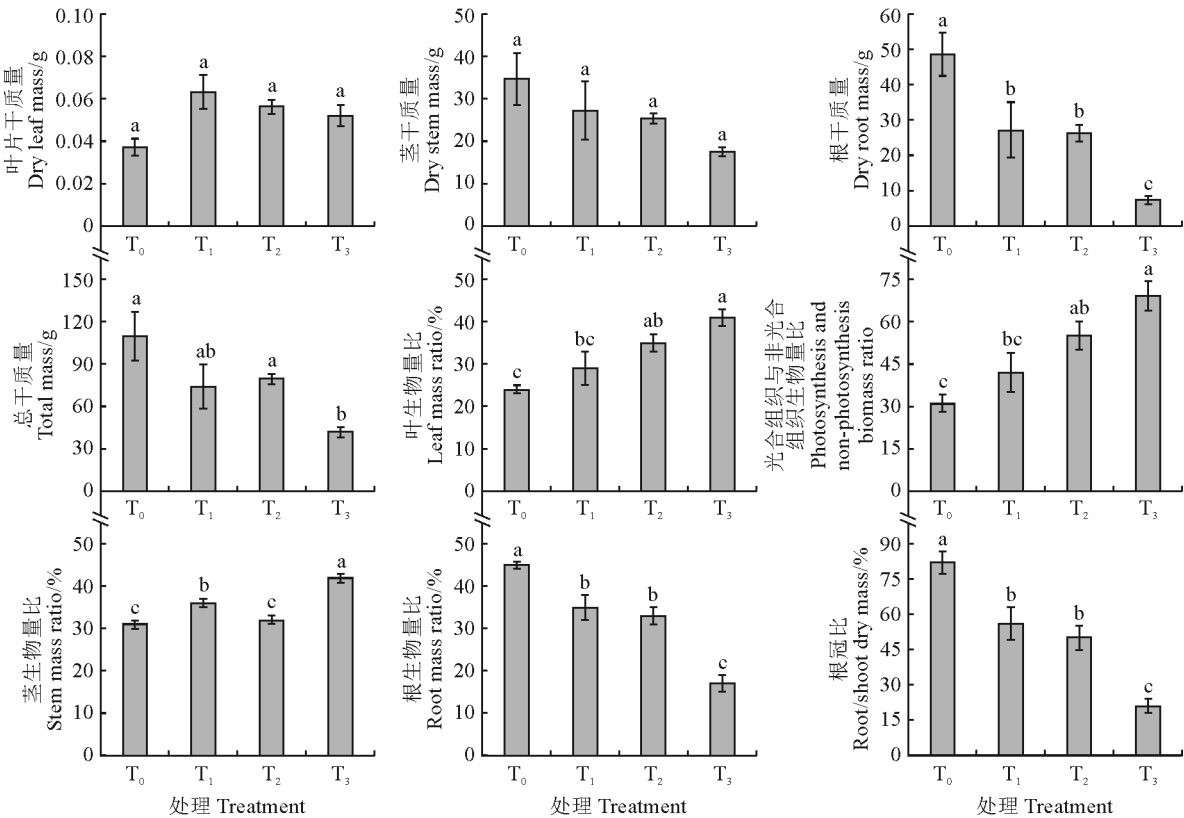 叶片干质量
Dry leaf mass/g
0.10
0.08
0.06
0.04
0.02
0
a
a
a
a
T0
T1
T2
T3
茎干质量
Dry stem mass/g
50
40
30
20
10
0
a
a
a
a
T0
T1
T2
T3
根干质量
Dry root mass/g
60
50
40
30
20
10
0
a
b
b
c
T0
T1
T2
T3
总干质量
Total mass/g
150
120
90
60
30
0
a
ab
a
b
T0
T1
T2
T3
叶生物量比
Leaf mass ratio/%
50
40
30
20
10
0
c
bc
ab
a
T0
T1
T2
T3
光合组织与非光合
组织生物量比
Photosynthesis and
non-photosynthesis
biomass ratio
75
60
45
30
15
0
c
bc
ab
a
T0
T1
T2
T3
茎生物量比
Stem mass ratio/%
50
40
30
20
10
0
c
b
c
a
T0
T1
T2
T3
处理 Treatment
根生物量比
Root mass ratio/%
50
40
30
20
10
0
a
b
b
c
T0
T1
T2
T3
处理 Treatment
根冠比
Root/shoot dry mass/%
90
75
60
45
30
15
0
a
b
b
c
T0
T1
T2
T3
处理 Treatment